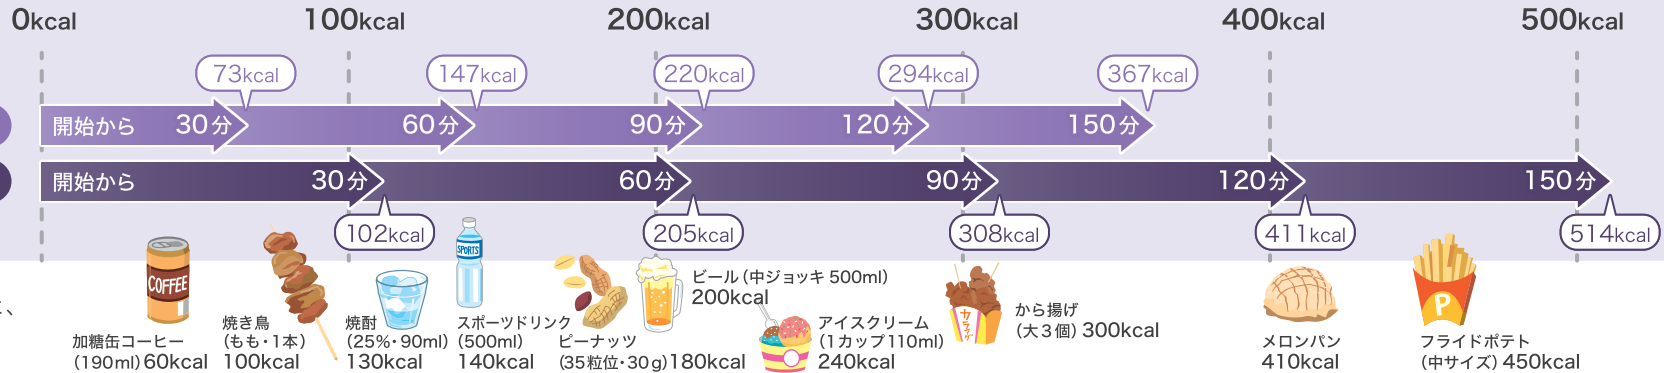 0kcal 100kcal 200kcal 300kcal 400kcal 500kcal
73kcal 147kcal 220kcal 294kcal 367kcal
開始から 30分 60分 90分 120分 150分
開始から 30分 60分 90分 120分 150分
102kcal 205kcal 308kcal 411kcal 514kcal
COFFEE
加糖缶コーヒー
(190ml)60kcal
焼き鳥
(もも・1本)
100kcal
焼酎
(25%・90ml)
130kcal
SPORTS
スポーツドリンク
(500ml)
140kcal
ピーナッツ
(35粒位・30g)180kcal
ビール(中ジョッキ 500ml)
200kcal
アイスクリーム
(1カップ110ml)
240kcal
カラアゲ
から揚げ
(大3個)300kcal
メロンパン
410kcal
P
フライドポテト
(中サイズ)450kcal